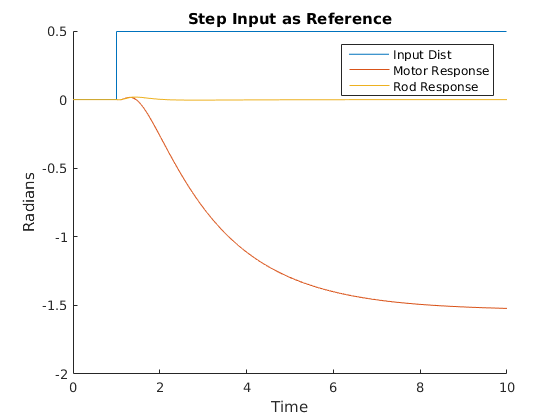 Step Input as Reference
0.5
Input Dist
Motor Response
Rod Response
0
-0.5
Radians
-1
-1.5
-2
0 2 4 6 8 10
Time